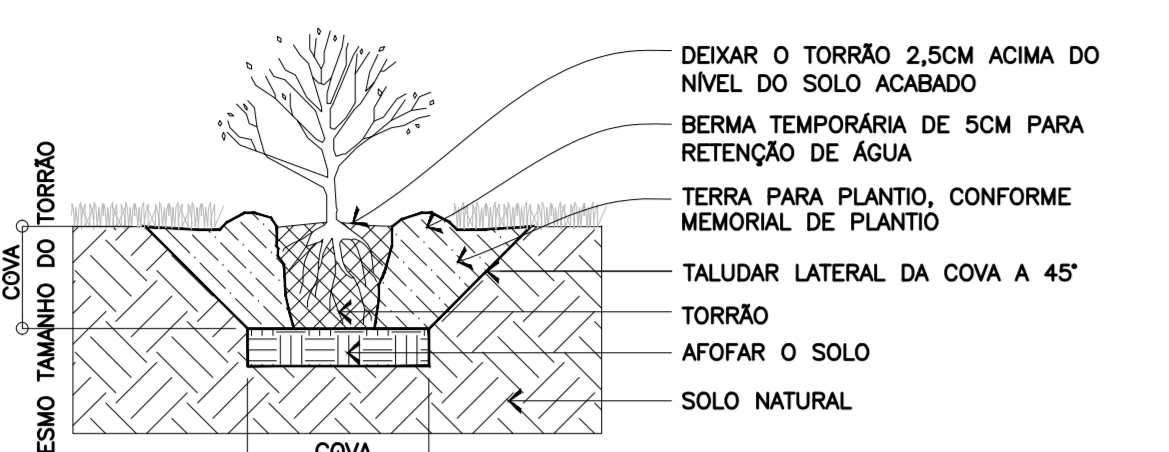 DEIXAR O TORRÃO 2,5CM ACIMA DO
NÍVEL DO SOLO ACABADO
BERMA TEMPORÁRIA DE 5CM PARA
RETENÇÃO DE ÁGUA
TERRA PARA PLANTIO, CONFORME
MEMORIAL DE PLANTIO
TALUDAR LATERAL DA COVA A 45°
TORRÃO
AFOFAR O SOLO
SOLO NATURAL
COVA
ESMO TAMANHO DO TORRÃO
COVA